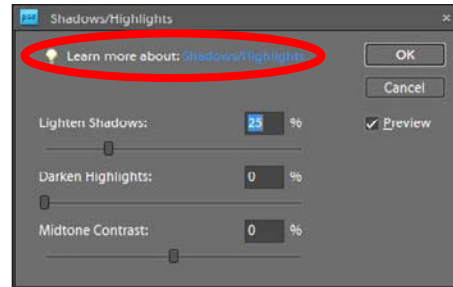 pse Shadows/Highlights ×
Learn more about: Shadows/Highlights
OK
Cancel
Lighten Shadows: 25 %
Preview
Darken Highlights: 0 %
Midtone Contrast: 0 %